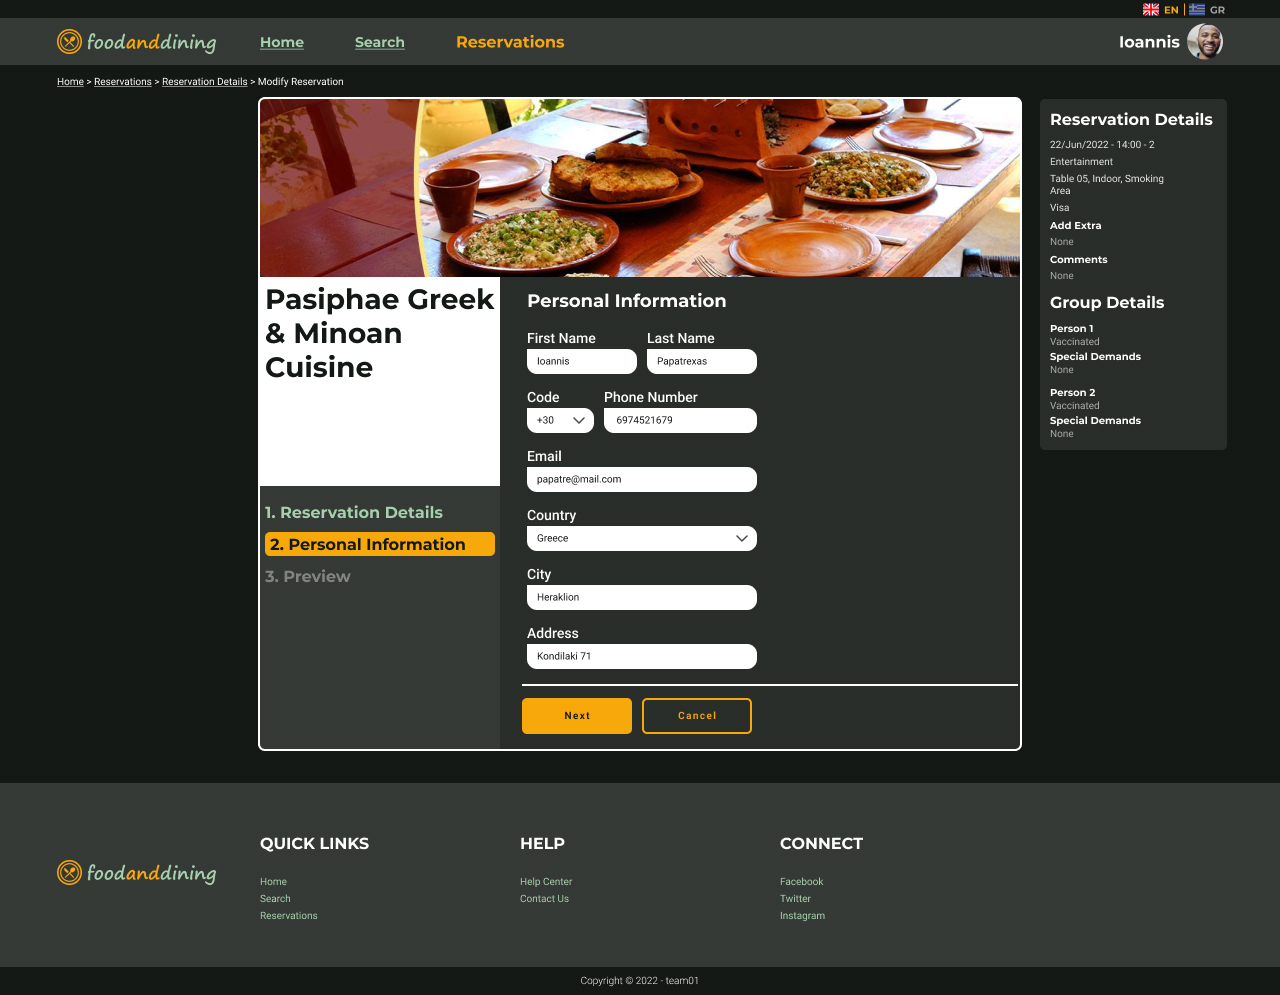 EN | GR
foodanddining
Home
Search
Reservations
Ioannis
Home > Reservations > Reservation Details > Modify Reservation
Pasiphae Greek
& Minoan
Cuisine
1. Reservation Details
2. Personal Information
3. Preview
Personal Information
First Name
Last Name
Ioannis
Papatrexas
Code
Phone Number
+30
6974521679
Email
papatre@mail.com
Country
Greece
City
Heraklion
Address
Kondilaki 71
Next
Cancel
Reservation Details
22/Jun/2022 - 14:00 - 2
Entertainment
Table 05, Indoor, Smoking
Area
Visa
Add Extra
None
Comments
None
Group Details
Person 1
Vaccinated
Special Demands
None
Person 2
Vaccinated
Special Demands
None
foodanddining
QUICK LINKS
Home
Search
Reservations
HELP
Help Center
Contact Us
CONNECT
Facebook
Twitter
Instagram
Copyright © 2022 - team01